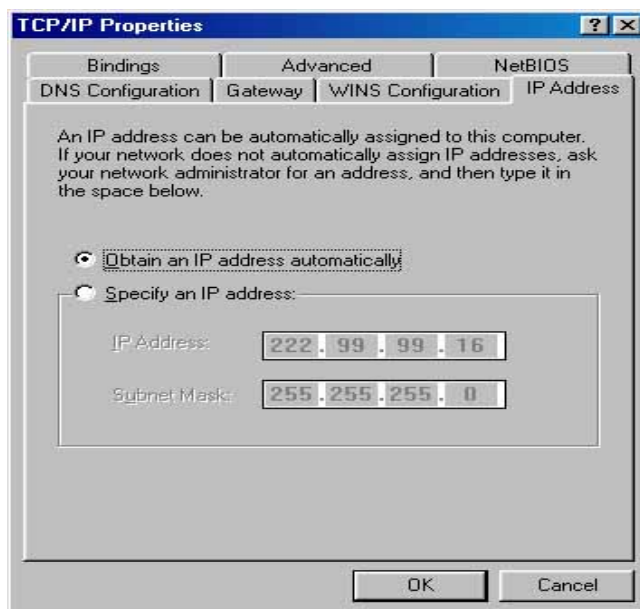 TCP/IP Properties
Bindings Advanced NetBIOS
DNS Configuration Gateway WINS Configuration IP Address
An IP address can be automatically assigned to this computer.
If your network does not automatically assign IP addresses, ask
your network administrator for an address, and then type it in
the space below.
Obtain an IP address automatically
Specify an IP address:
IP Address: 222 . 99 . 99 . 16
Subnet Mask: 255 . 255 . 255 . 0
OK Cancel